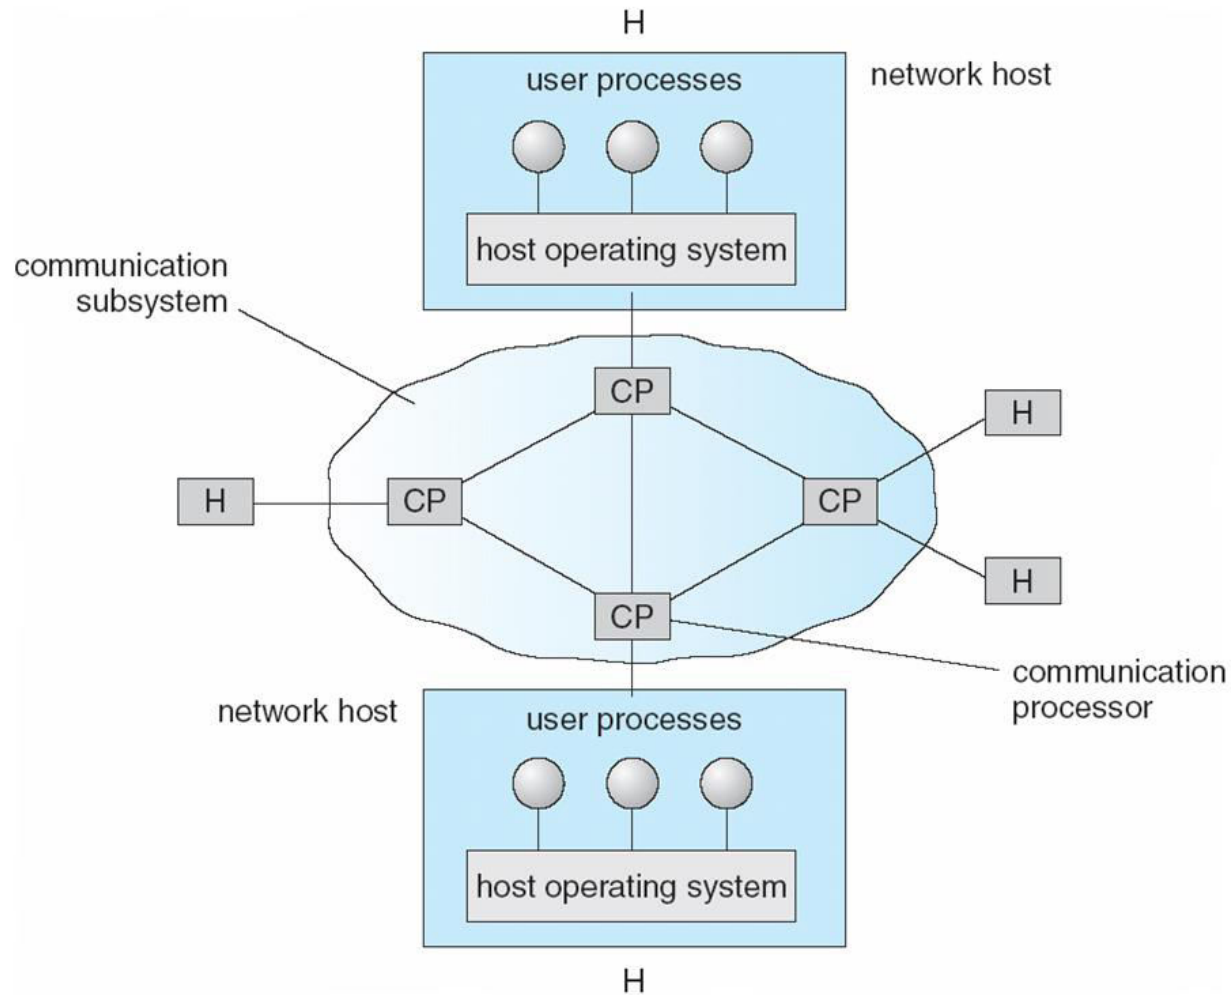 H
user processes
network host
host operating system
communication
subsystem
CP
H
H
CP
CP
H
CP
communication
processor
network host
user processes
host operating system
H